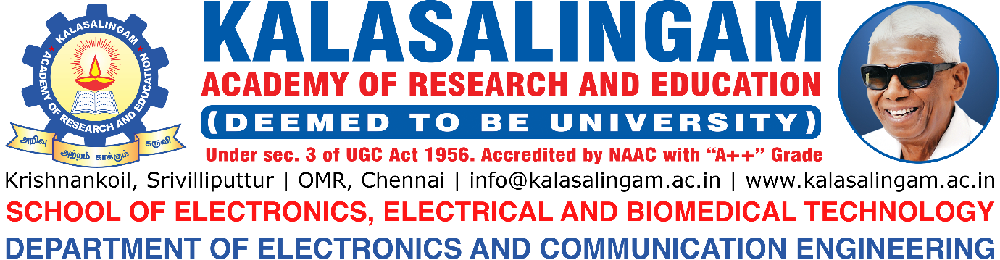 KALASALINGAM
ACADEMY OF RESEARCH AND EDUCATION
அறிவு அற்றம் காக்கும் கருவி
KALASALINGAM
ACADEMY OF RESEARCH AND EDUCATION
(DEEMED TO BE UNIVERSITY)
Under sec. 3 of UGC Act 1956. Accredited by NAAC with “A++” Grade
Krishnankoil, Srivilliputtur | OMR, Chennai | info@kalasalingam.ac.in | www.kalasalingam.ac.in
SCHOOL OF ELECTRONICS, ELECTRICAL AND BIOMEDICAL TECHNOLOGY
DEPARTMENT OF ELECTRONICS AND COMMUNICATION ENGINEERING